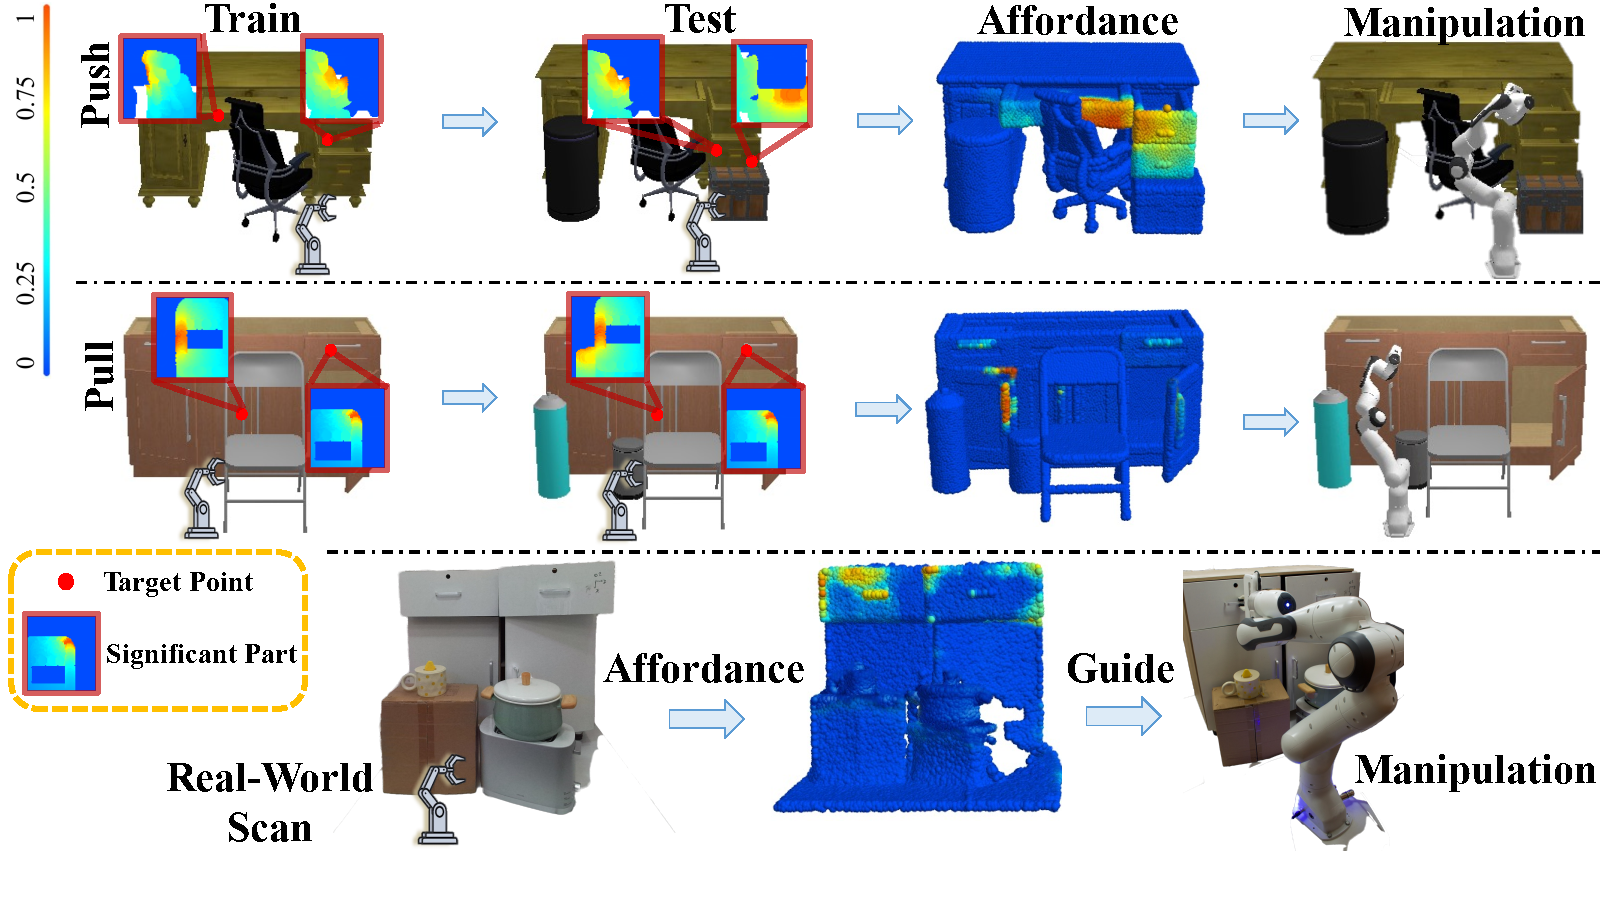 Train
Test
Affordance
Manipulation
1
0.75
0.5
0.25
0
Push
Pull
Target Point
Significant Part
Real-World
Scan
Affordance
Guide
Manipulation